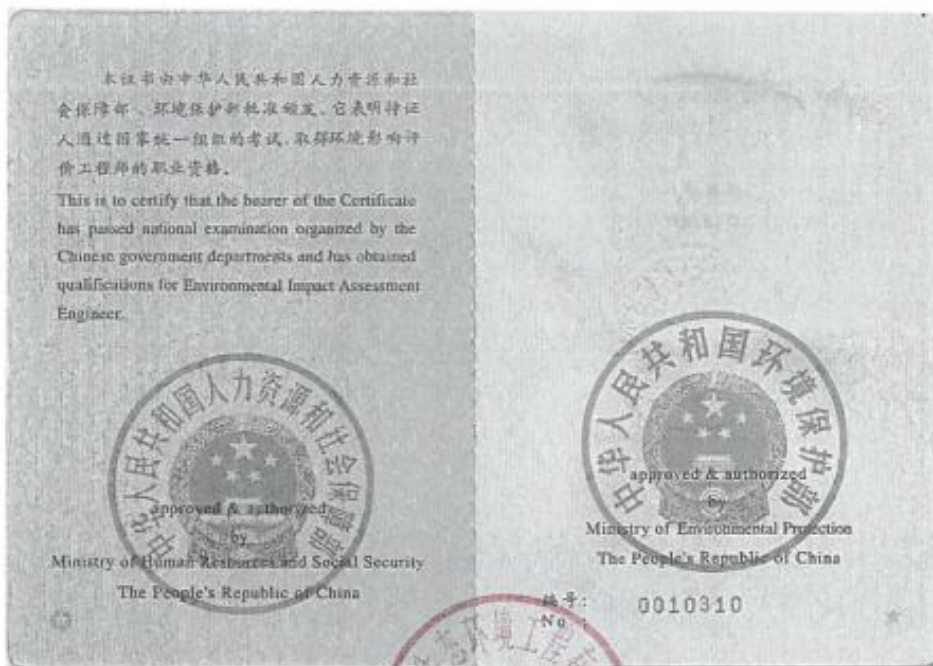 本证书由中华人民共和国人力资源和社
会保障部、环境保护部批准颁发。它表明持证
人通过国家统一组织的考试,取得环境影响评
价工程师的职业资格。
This is to certify that the bearer of the Certificate
has passed national examination organized by the
Chinese government departments and has obtained
qualifications for Environmental Impact Assessment
Engineer.
中华人民共和国人力资源和社会保障部
approved & authorized
by
Ministry of Human Resources and Social Security
The People's Republic of China
中华人民共和国环境保护部
approved & authorized
by
Ministry of Environmental Protection
The People's Republic of China
编号:
No :
0010310
环境工程